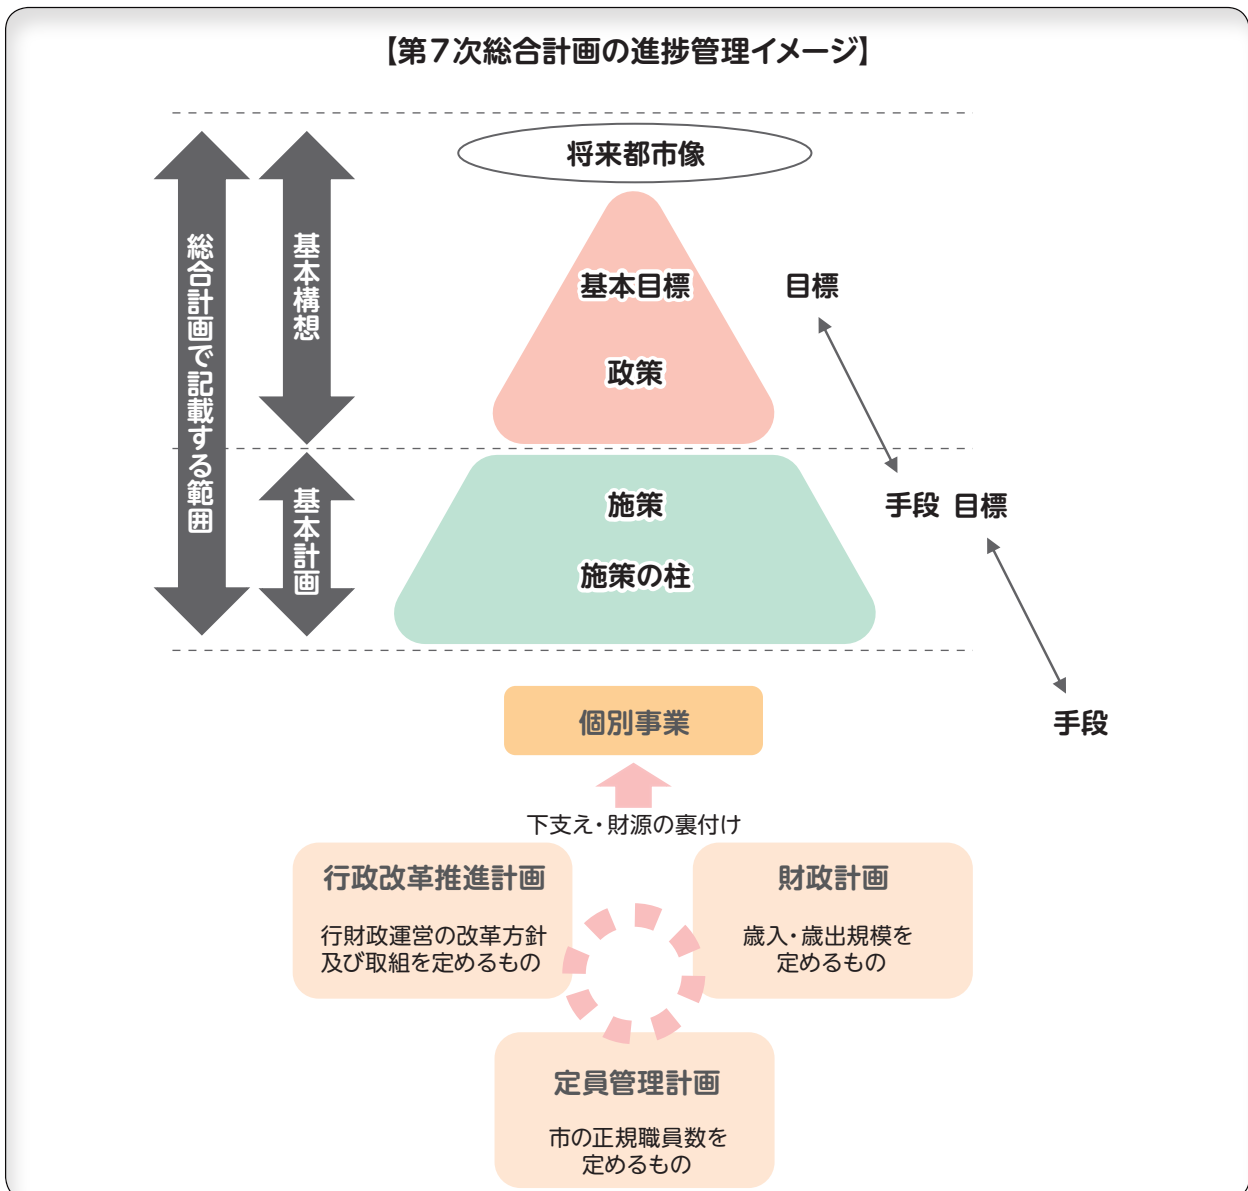 【第7次総合計画の進捗管理イメージ】
将来都市像
総合計画で記載する範囲
基本構想
基本目標
目標
政策
基本計画
施策
手段 目標
施策の柱
個別事業
手段
下支え・財源の裏付け
行政改革推進計画
行財政運営の改革方針
及び取組を定めるもの
財政計画
歳入・歳出規模を
定めるもの
定員管理計画
市の正規職員数を
定めるもの